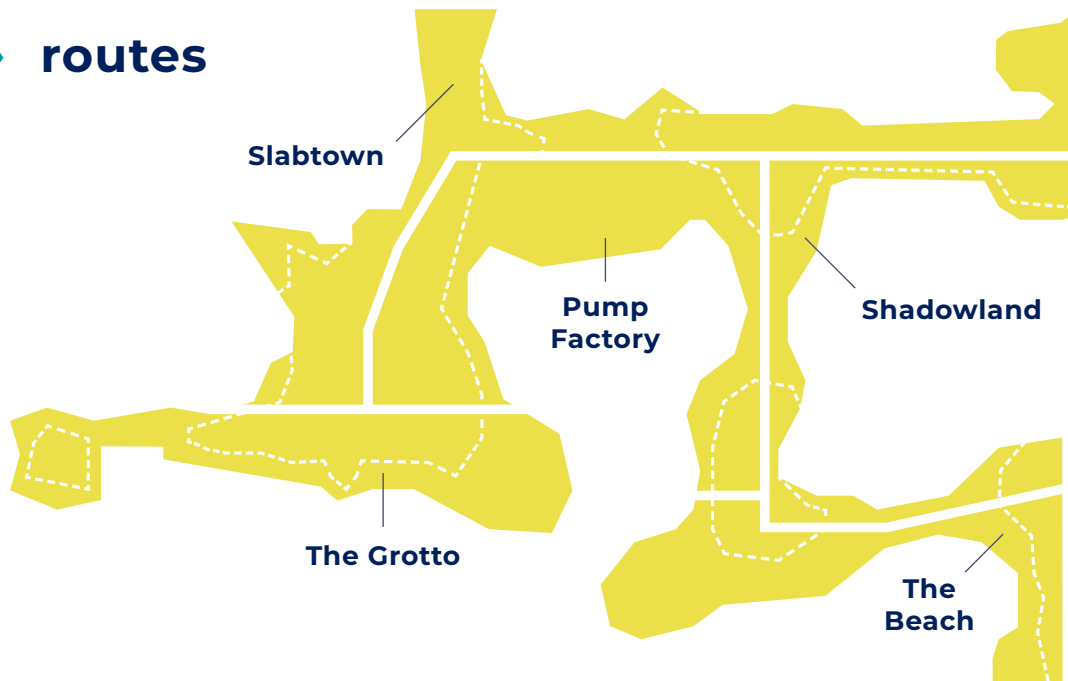 routes
Slabtown
Pump
Factory
Shadowland
The Grotto
The
Beach